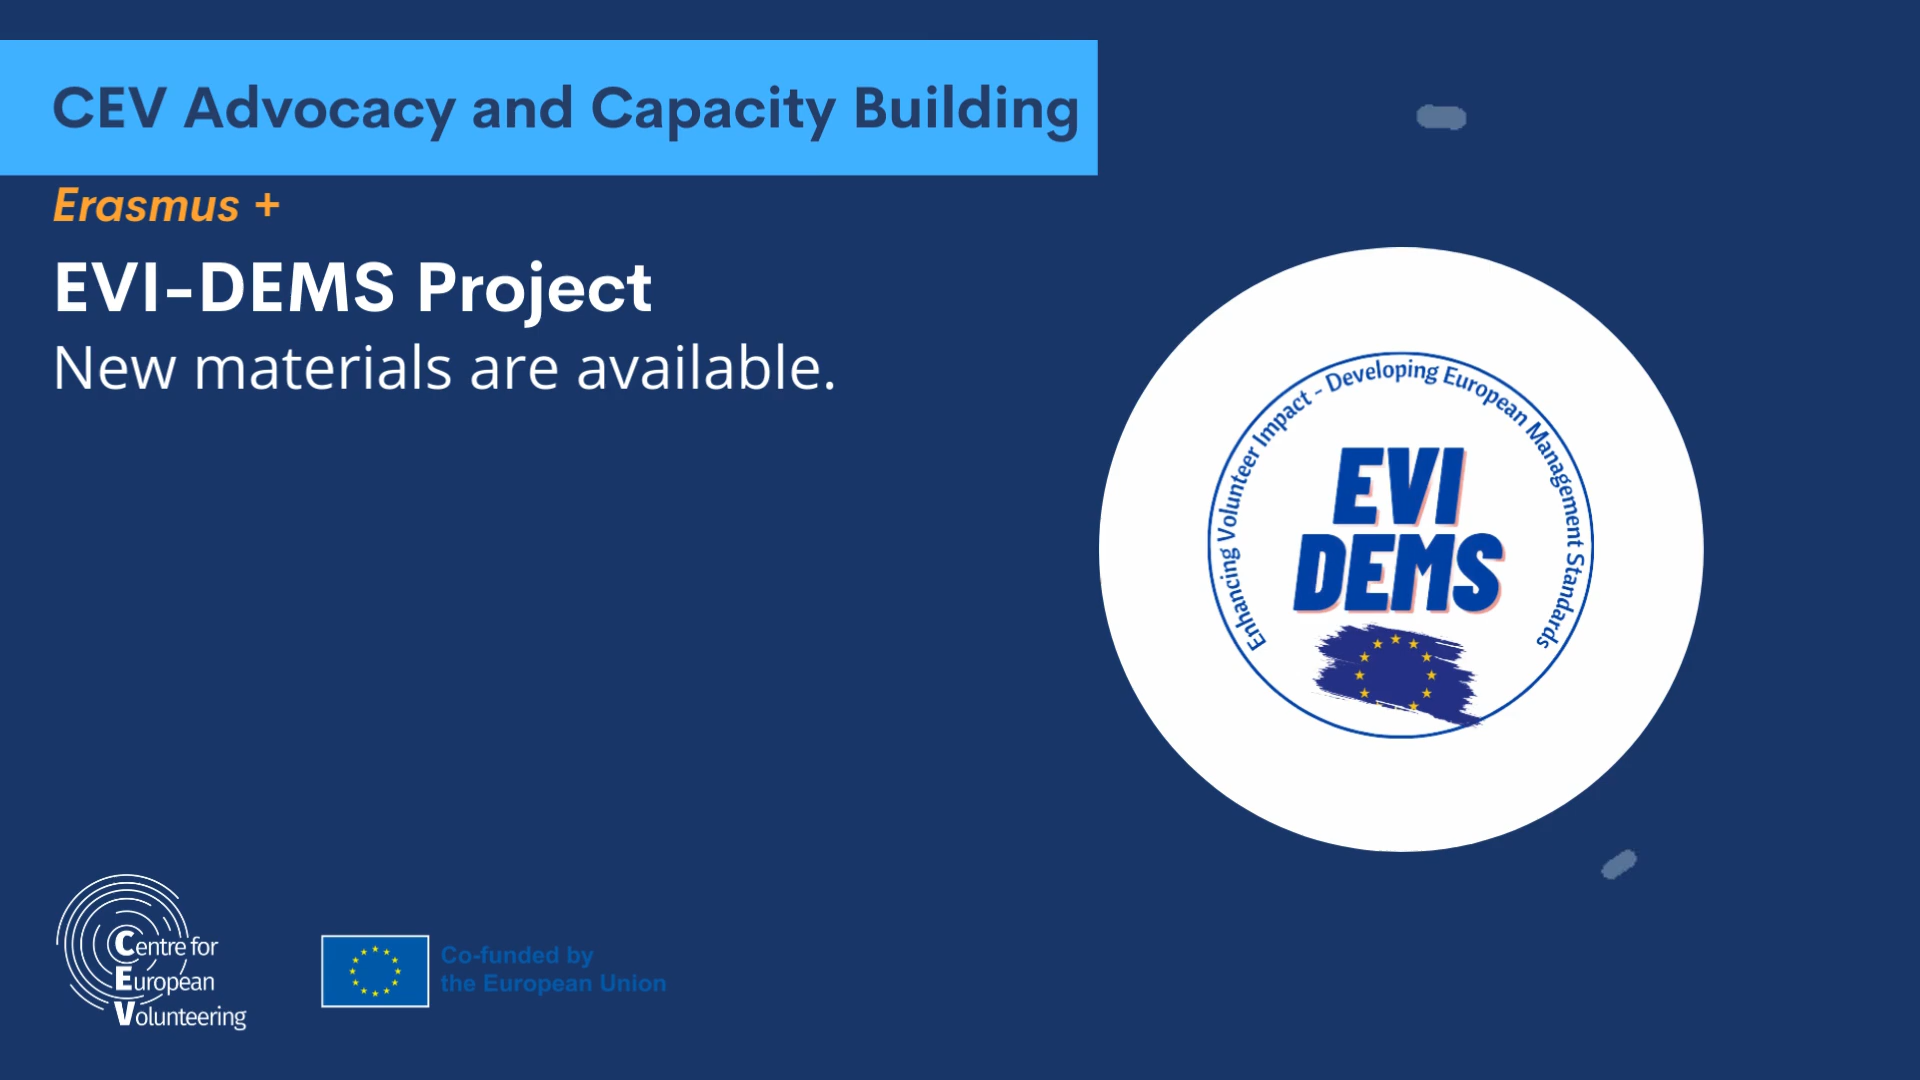 CEV Advocacy and Capacity Building
Erasmus +
EVI-DEMS Project
New materials are available.
Enhancing Volunteer Impact - Developing European Management Standards
EVI
DEMS
Centre for
European
Volunteering
Co-funded by
the European Union